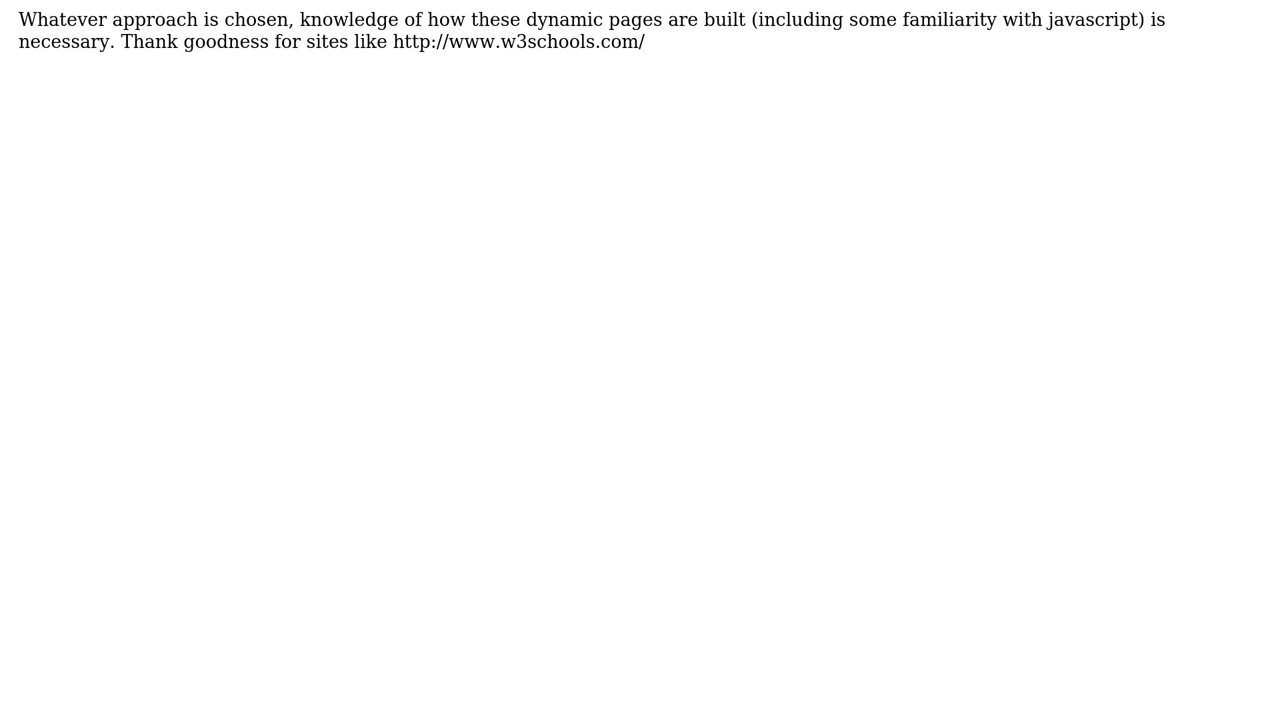 Whatever approach is chosen, knowledge of how these dynamic pages are built (including some familiarity with javascript) is
necessary. Thank goodness for sites like http://www.w3schools.com/